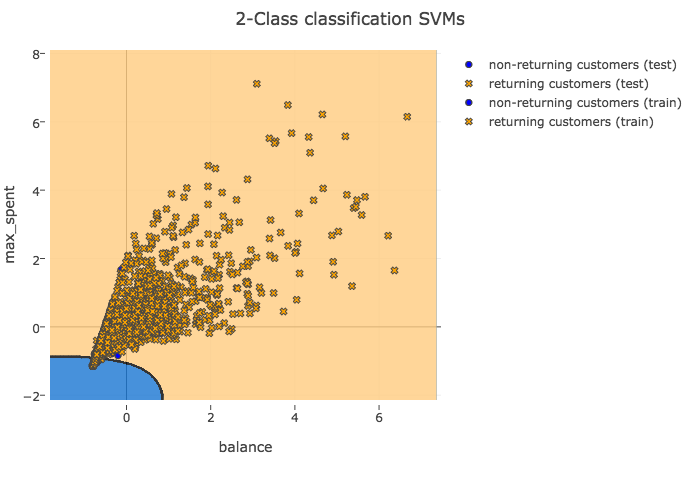 2-Class classification SVMs
non-returning customers (test)
returning customers (test)
non-returning customers (train)
returning customers (train)
max_spent
8
6
4
2
0
−2
0
2
4
6
balance